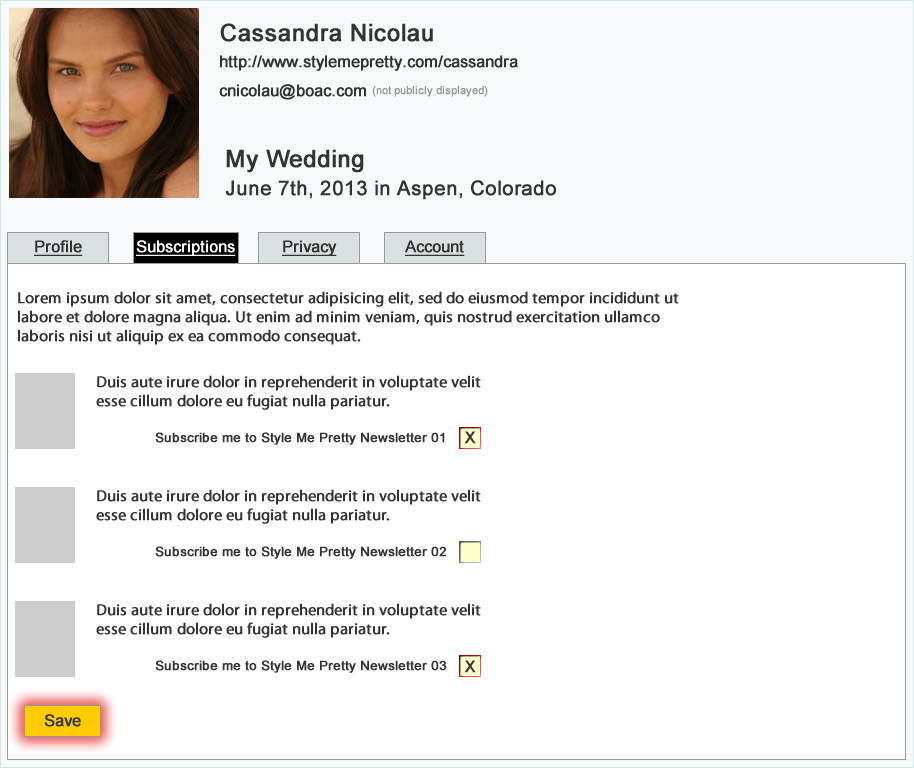 Cassandra Nicolau
http://www.stylemepretty.com/cassandra
cnicolau@boac.com (not publicly displayed)
My Wedding
June 7th, 2013 in Aspen, Colorado
Profile Subscriptions Privacy Account
Lorem ipsum dolor sit amet, consectetur adipisicing elit, sed do eiusmod tempor incididunt ut
labore et dolore magna aliqua. Ut enim ad minim veniam, quis nostrud exercitation ullamco
laboris nisi ut aliquip ex ea commodo consequat.
Duis aute irure dolor in reprehenderit in voluptate velit
esse cillum dolore eu fugiat nulla pariatur.
Subscribe me to Style Me Pretty Newsletter 01 X
Duis aute irure dolor in reprehenderit in voluptate velit
esse cillum dolore eu fugiat nulla pariatur.
Subscribe me to Style Me Pretty Newsletter 02
Duis aute irure dolor in reprehenderit in voluptate velit
esse cillum dolore eu fugiat nulla pariatur.
Subscribe me to Style Me Pretty Newsletter 03 X
Save